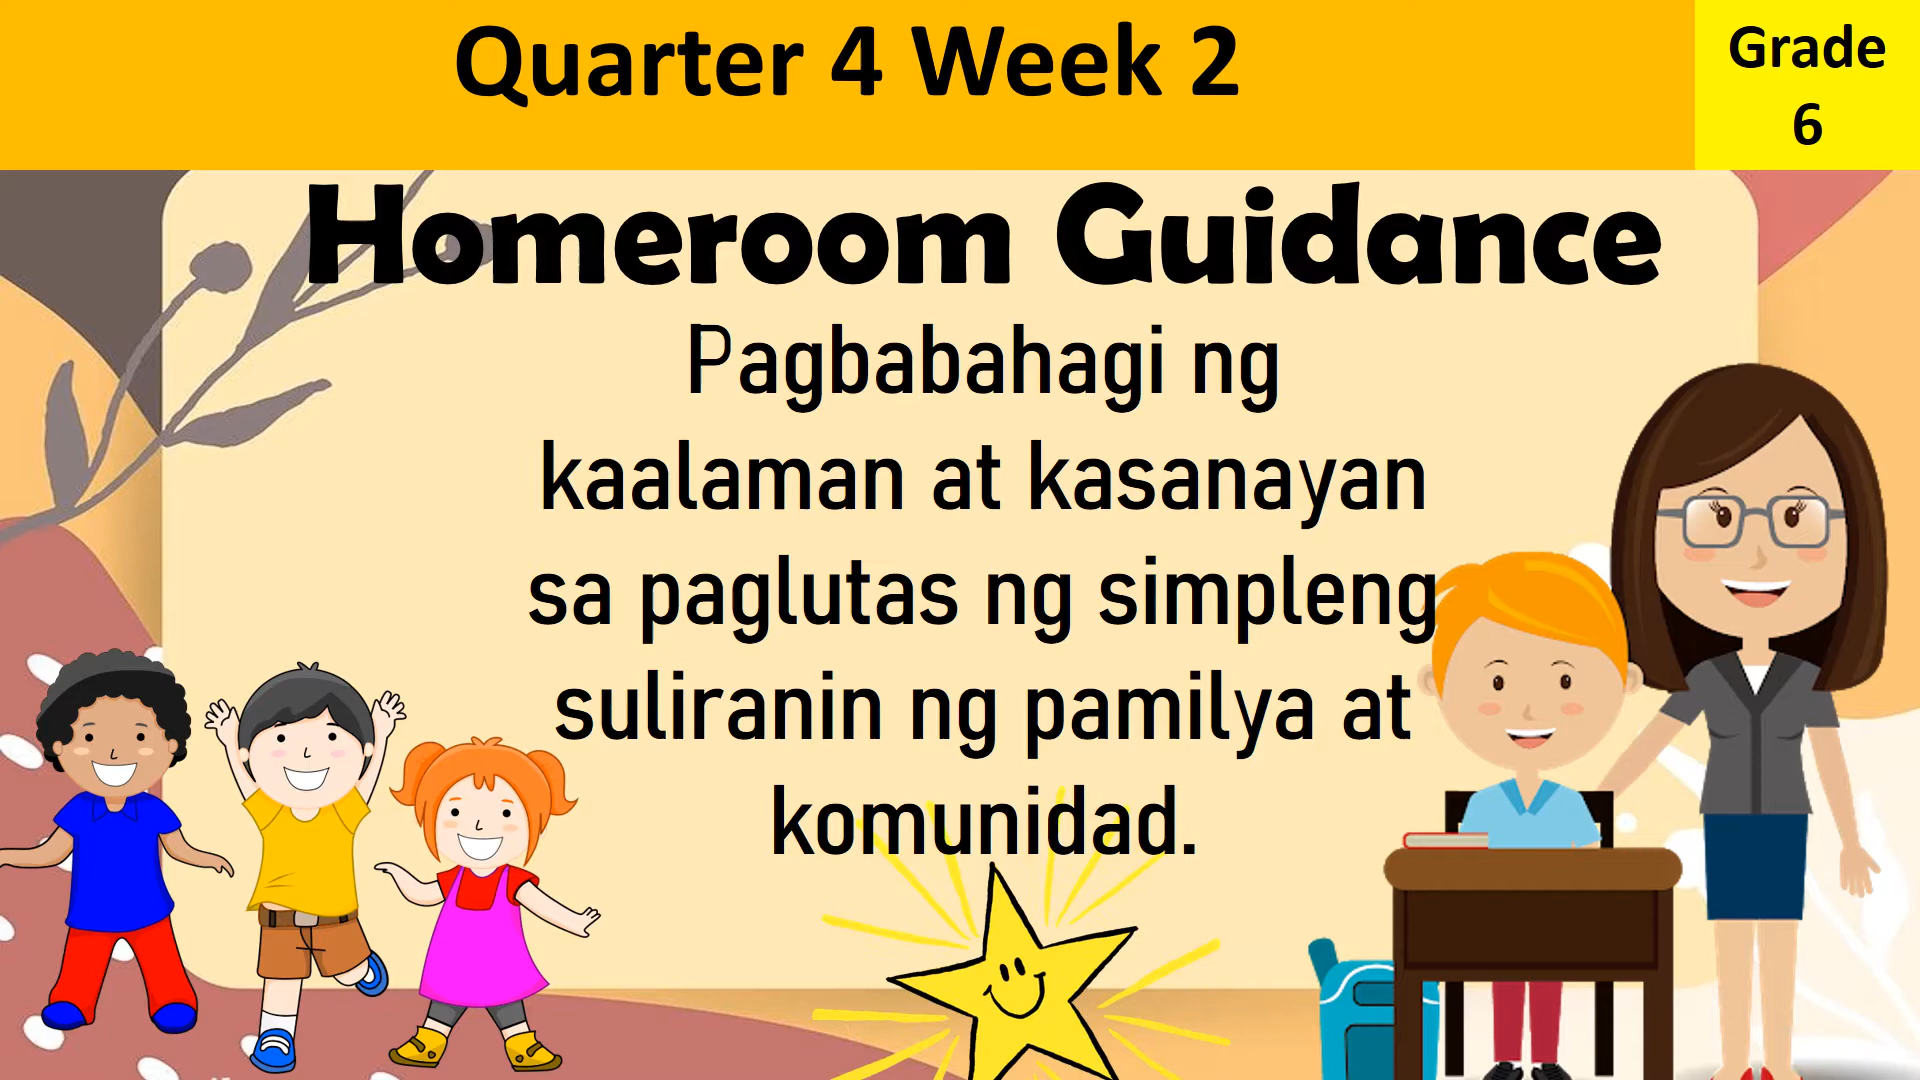 Quarter 4 Week 2
Grade
6
Homeroom Guidance
Pagbabahagi ng
kaalaman at kasanayan
sa paglutas ng simpleng
suliranin ng pamilya at
komunidad.